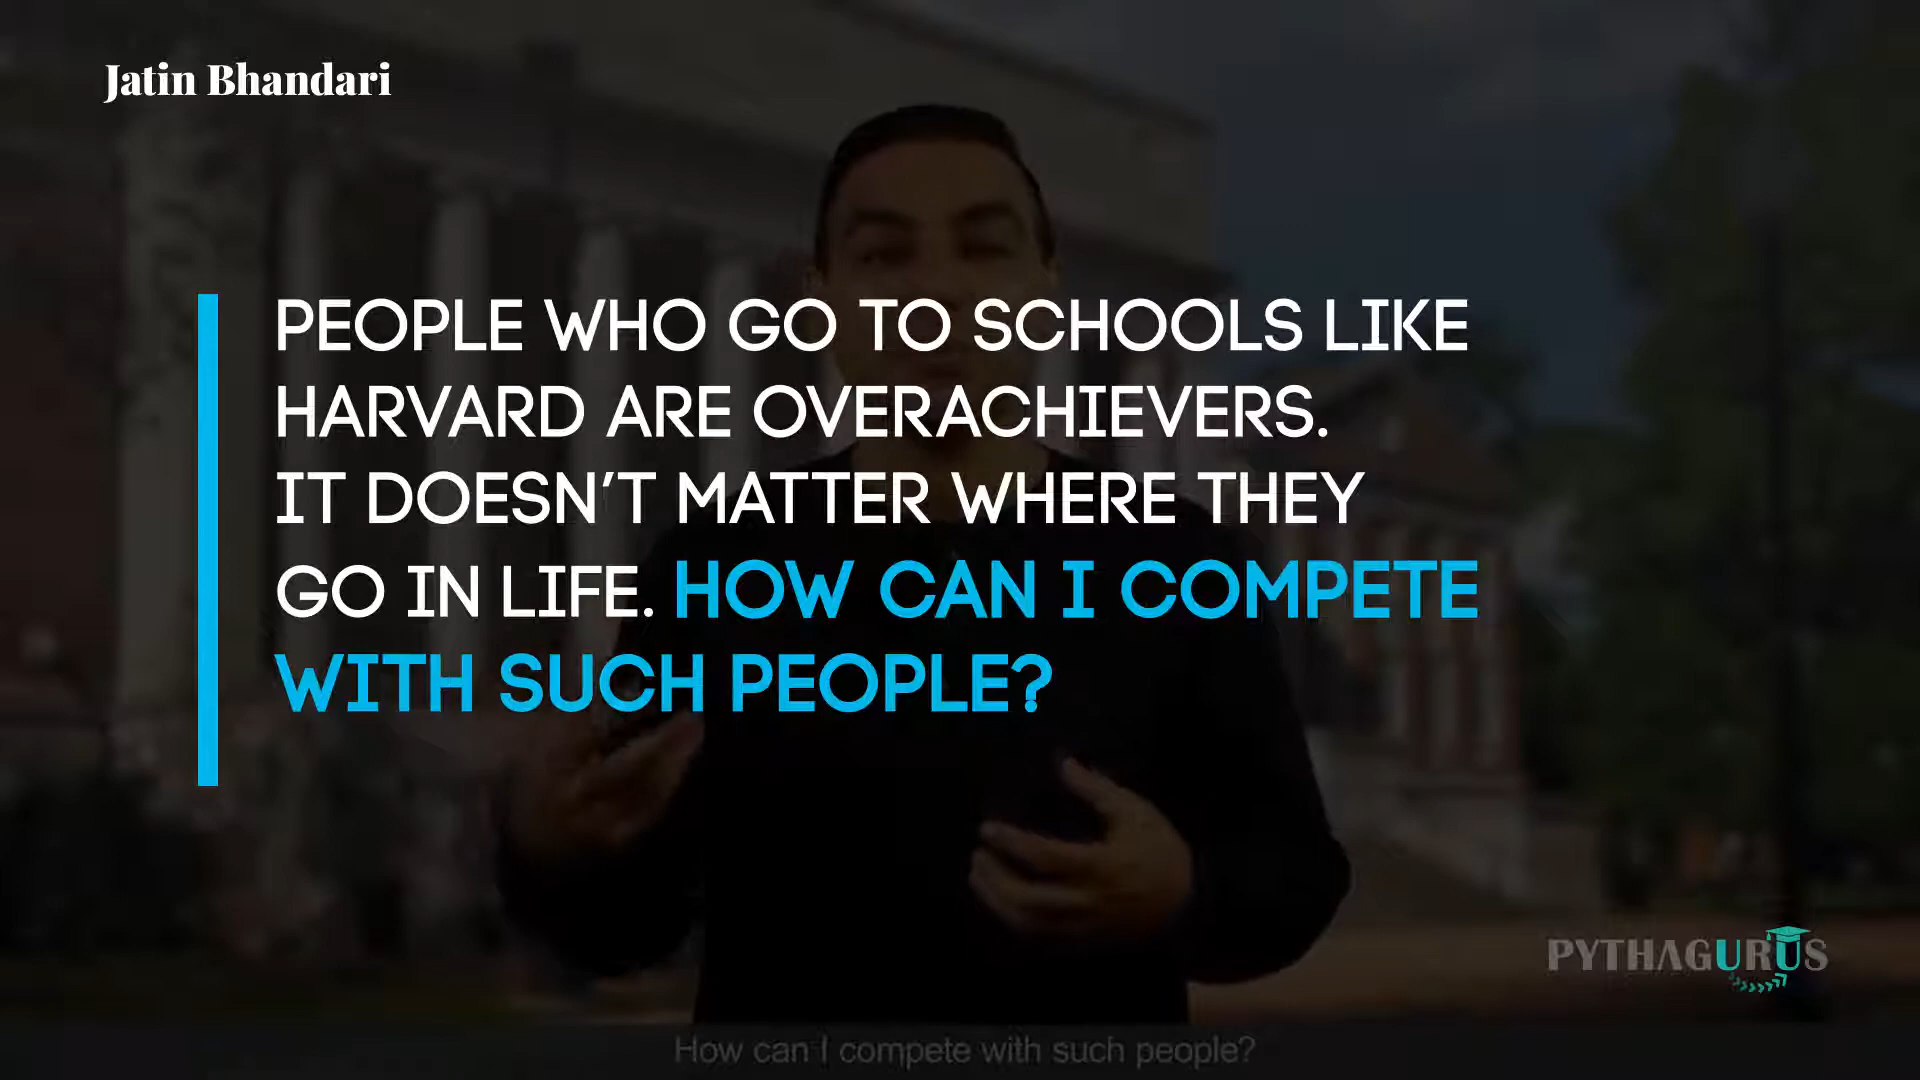 Jatin Bhandari
PEOPLE WHO GO TO SCHOOLS LIKE
HARVARD ARE OVERACHIEVERS.
IT DOESN’T MATTER WHERE THEY
GO IN LIFE. HOW CAN I COMPETE
WITH SUCH PEOPLE?
PYTHAGURUS
How can I compete with such people?